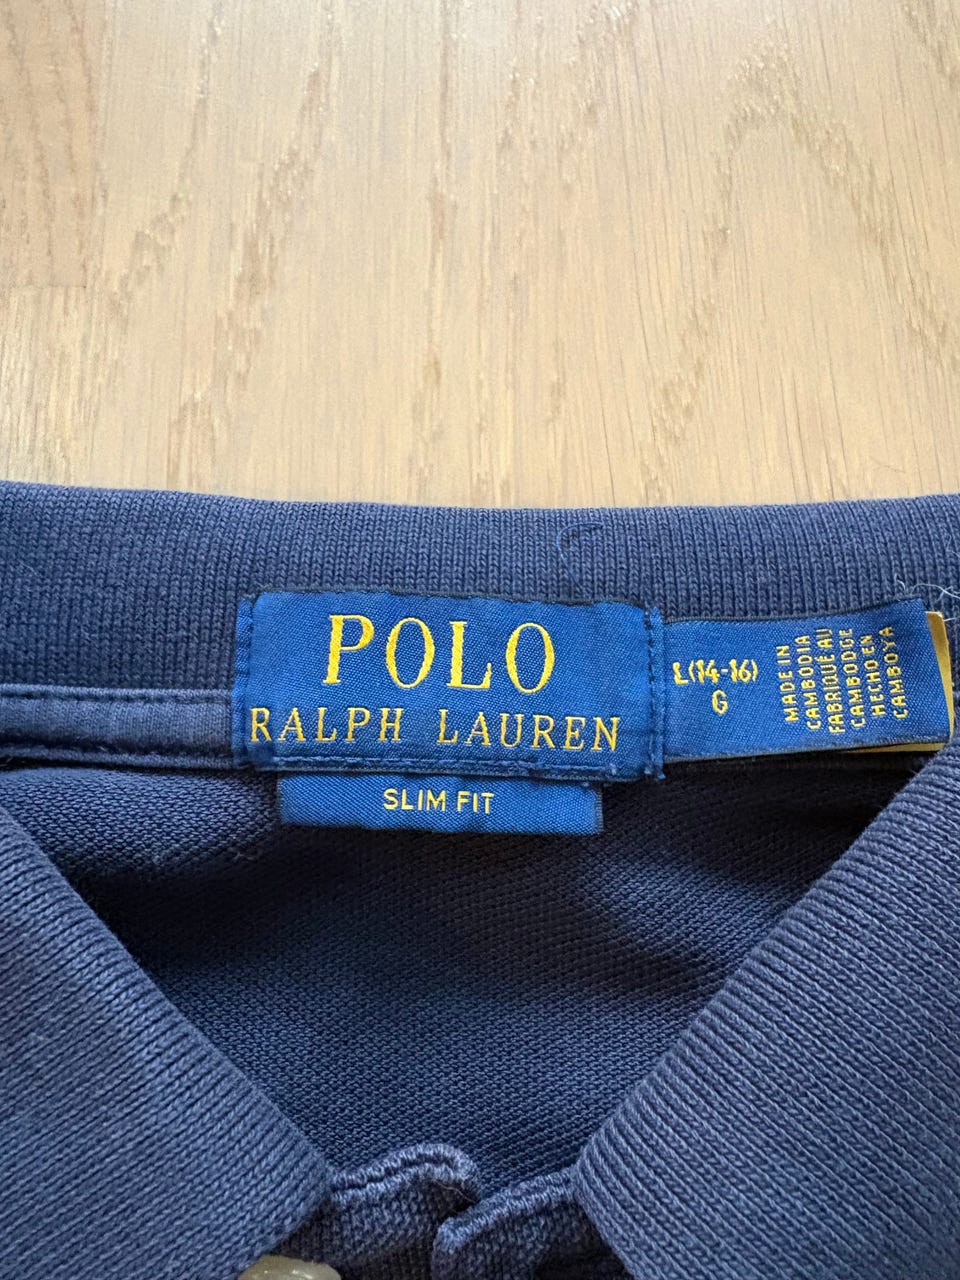 POLO
RALPH LAUREN
SLIM FIT
L(14-16)
G
MADE IN
CAMBODIA
FABRIQUÉ AU
CAMBODGE
HECHO EN
CAMBOYA